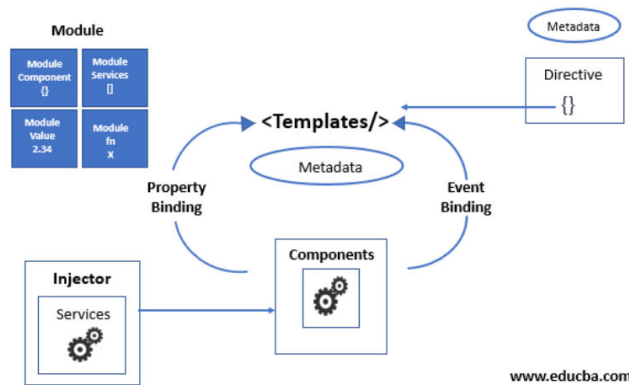 Module
Module
Component
{}
Module
Services
[]
Module
Value
2.34
Module
fn
X
Metadata
Directive
{}
<Templates/>
Metadata
Property
Binding
Event
Binding
Components
Injector
Services
www.educba.com